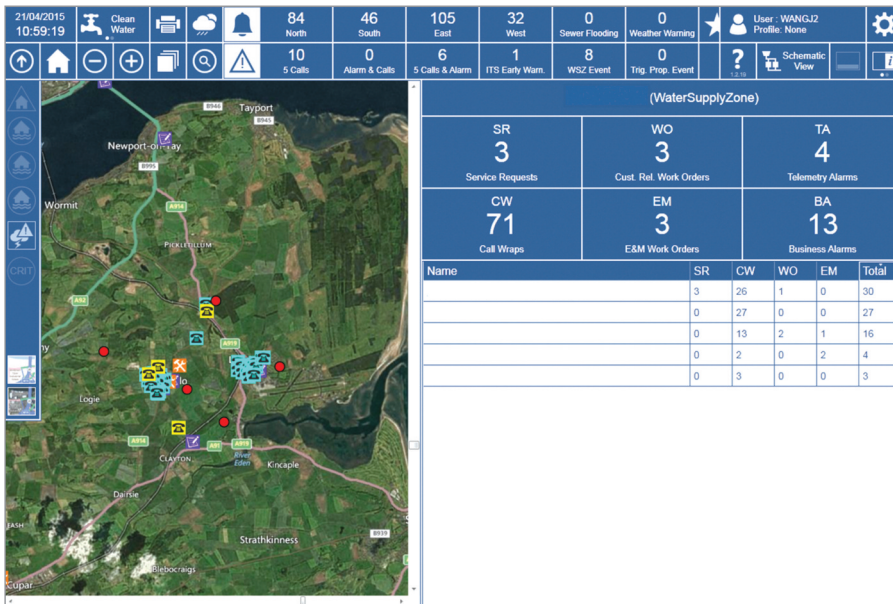 21/04/2015
10:59:19
Clean
Water
84
North
46
South
105
East
32
West
0
Sewer Flooding
0
Weather Warning
User : WANGJ2
Profile: None
10
5 Calls
0
Alarm & Calls
6
5 Calls & Alarm
1
ITS Early Warn.
8
WSZ Event
0
Trig. Prop. Event
?
1.2.19
Schematic
View
i
CRIT
B946
Tayport
B945
Newport-on-Tay
B995
Wormit
A914
PICKLETILLUM
A92
A919
Logie
A914
A91
A919
CLAYTON
River
Eden
Kincaple
Dairsie
B939
Strathkinness
Blebocraigs
Cupar
(WaterSupplyZone)
SR
3
Service Requests
WO
3
Cust. Rel. Work Orders
TA
4
Telemetry Alarms
CW
71
Call Wraps
EM
3
E&M Work Orders
BA
13
Business Alarms
Name SR CW WO EM Total
3 26 1 0 30
0 27 0 0 27
0 13 2 1 16
0 2 0 2 4
0 3 0 0 3